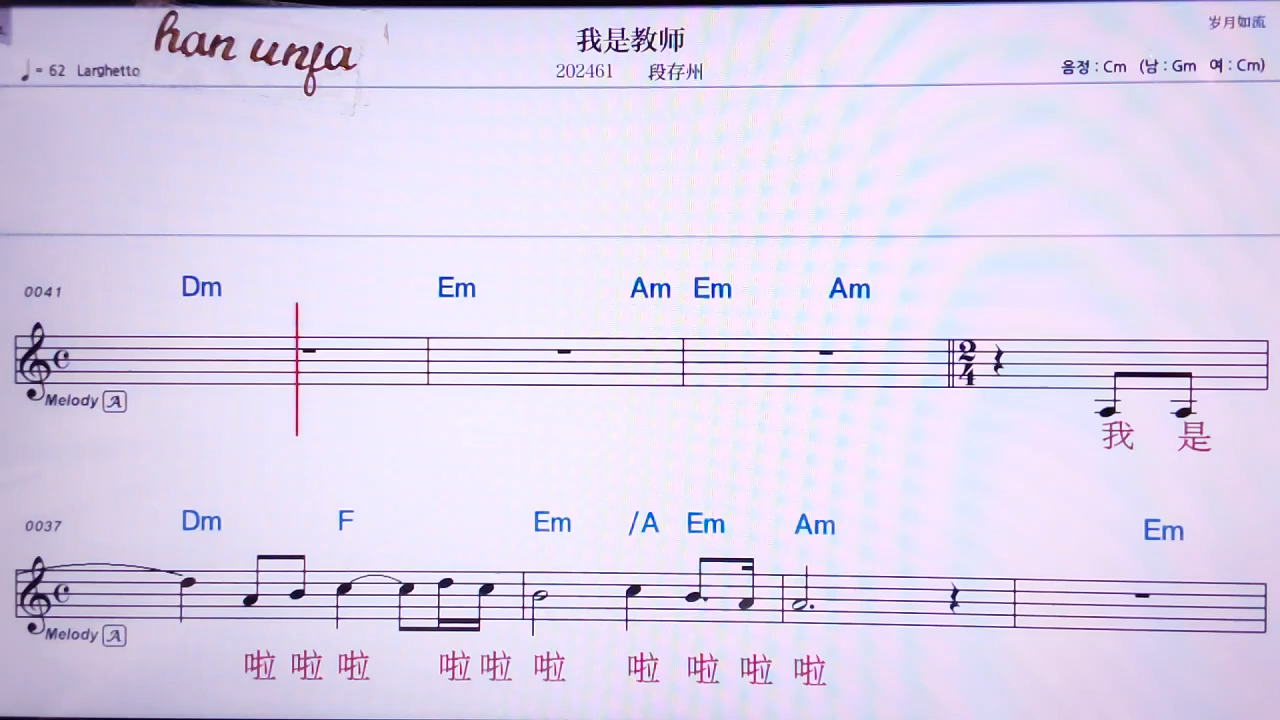 han unja
岁月如流
我是教师
♩= 62 Larghetto
202461 段存州
음정 : Cm (남 : Gm 여 : Cm)
0041 Dm Em Am Em Am
2
4
Melody A
我 是
0037 Dm F Em /A Em Am Em
Melody A
啦 啦 啦 啦 啦 啦 啦 啦 啦 啦